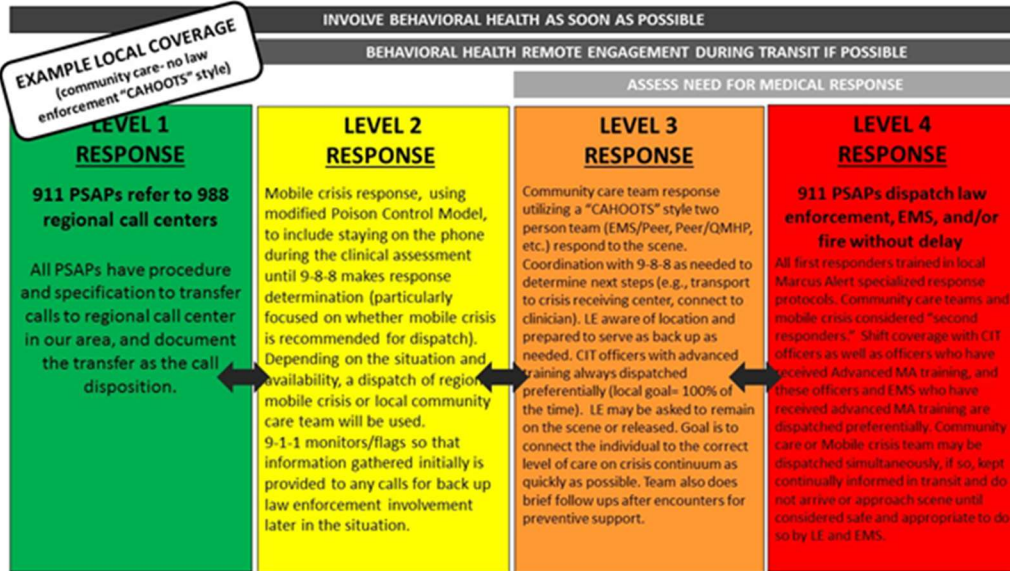 INVOLVE BEHAVIORAL HEALTH AS SOON AS POSSIBLE
BEHAVIORAL HEALTH REMOTE ENGAGEMENT DURING TRANSIT IF POSSIBLE
ASSESS NEED FOR MEDICAL RESPONSE
EXAMPLE LOCAL COVERAGE
(community care- no law
enforcement "CAHOOTS" style)
LEVEL 1
RESPONSE
911 PSAPs refer to 988
regional call centers
All PSAPs have procedure
and specification to transfer
calls to regional call center
in our area, and document
the transfer as the call
disposition.
LEVEL 2
RESPONSE
Mobile crisis response, using
modified Poison Control Model,
to include staying on the phone
during the clinical assessment
until 9-8-8 makes response
determination (particularly
focused on whether mobile crisis
is recommended for dispatch).
Depending on the situation and
availability, a dispatch of regional
mobile crisis or local community
care team will be used.
9-1-1 monitors/flags so that
information gathered initially is
provided to any calls for back up
law enforcement involvement
later in the situation.
LEVEL 3
RESPONSE
Community care team response
utilizing a "CAHOOTS" style two
person team (EMS/Peer, Peer/QMHP,
etc.) respond to the scene.
Coordination with 9-8-8 as needed to
determine next steps (e.g., transport
to crisis receiving center, connect to
clinician). LE aware of location and
prepared to serve as back up as
needed. CIT officers with advanced
training always dispatched
preferentially (local goal= 100% of
the time). LE may be asked to remain
on the scene or released. Goal is to
connect the individual to the correct
level of care on crisis continuum as
quickly as possible. Team also does
brief follow ups after encounters for
preventive support.
LEVEL 4
RESPONSE
911 PSAPs dispatch law
enforcement, EMS, and/or
fire without delay
All first responders trained in local
Marcus Alert specialized response
protocols. Community care teams and
mobile crisis considered "second
responders." Shift coverage with CIT
officers as well as officers who have
received Advanced MA training, and
these officers and EMS who have
received advanced MA training are
dispatched preferentially. Community
care or Mobile crisis team may be
dispatched simultaneously, if so, kept
continually informed in transit and do
not arrive or approach scene until
considered safe and appropriate to do
so by LE and EMS.